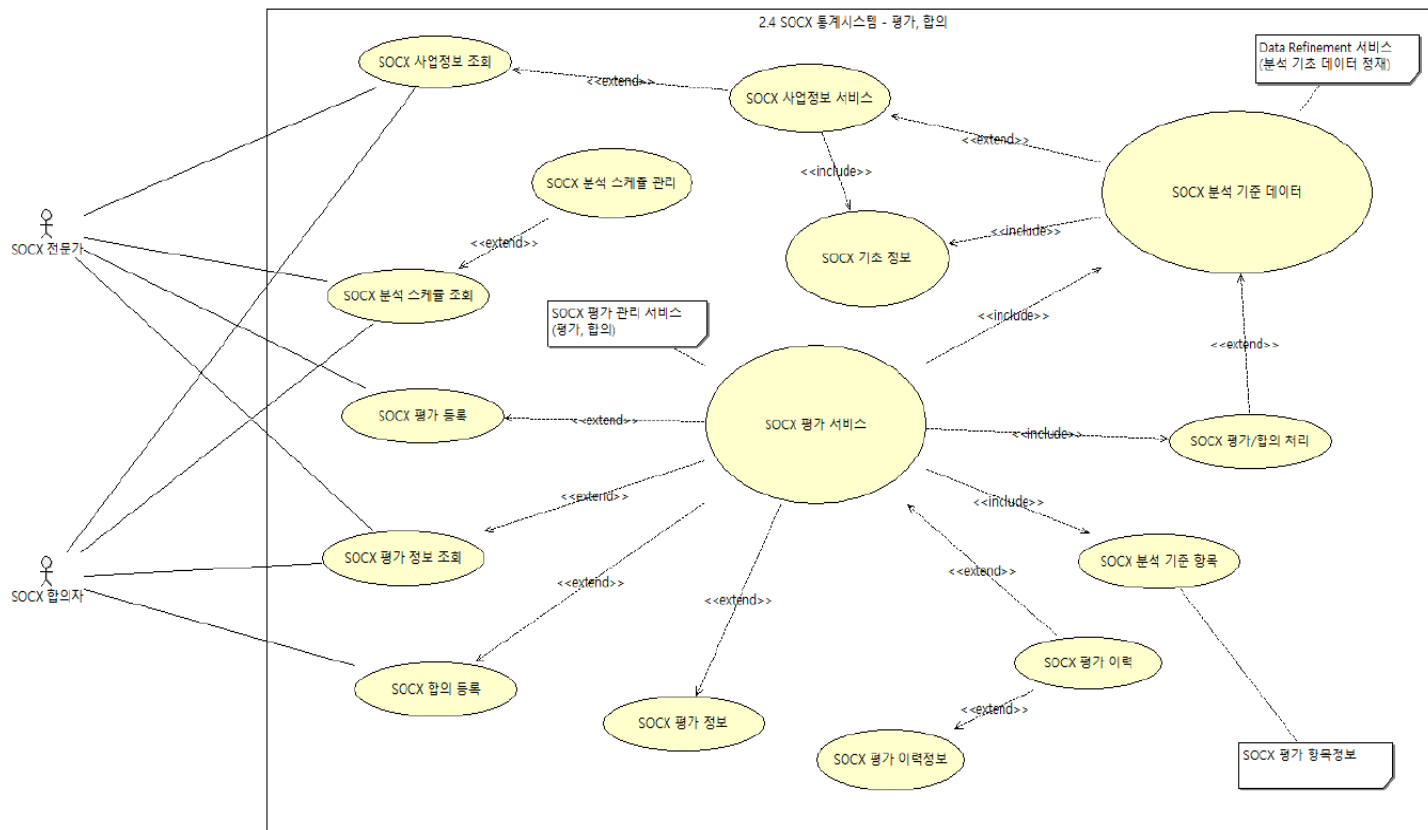 2.4 SOCX 통계시스템 - 평가, 합의
SOCX 사업정보 조회
<<extend>>
SOCX 사업정보 서비스
Data Refinement 서비스
(분석 기초 데이터 정재)
<<extend>>
<<include>>
SOCX 분석 스케쥴 관리
SOCX 분석 기준 데이터
SOCX 전문가
<<extend>>
<<include>>
SOCX 기초 정보
SOCX 분석 스케쥴 조회
SOCX 평가 관리 서비스
(평가, 합의)
<<include>>
<<extend>>
SOCX 평가 등록
<<extend>>
SOCX 평가 서비스
<<include>>
SOCX 평가/합의 처리
<<extend>>
<<include>>
SOCX 평가 정보 조회
SOCX 분석 기준 항목
SOCX 합의자
<<extend>>
<<extend>>
<<extend>>
SOCX 평가 이력
SOCX 합의 등록
<<extend>>
SOCX 평가 정보
SOCX 평가 이력정보
SOCX 평가 항목정보